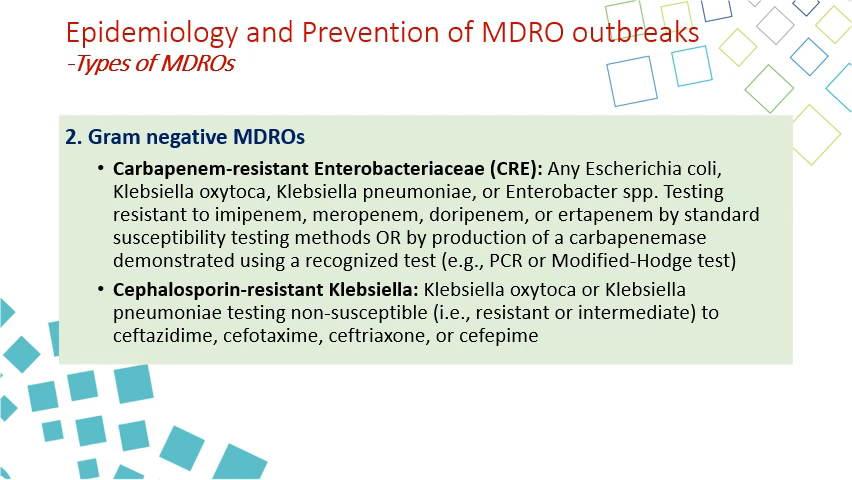 Epidemiology and Prevention of MDRO outbreaks
-Types of MDROs
2. Gram negative MDROs
• Carbapenem-resistant Enterobacteriaceae (CRE): Any Escherichia coli,
Klebsiella oxytoca, Klebsiella pneumoniae, or Enterobacter spp. Testing
resistant to imipenem, meropenem, doripenem, or ertapenem by standard
susceptibility testing methods OR by production of a carbapenemase
demonstrated using a recognized test (e.g., PCR or Modified-Hodge test)
• Cephalosporin-resistant Klebsiella: Klebsiella oxytoca or Klebsiella
pneumoniae testing non-susceptible (i.e., resistant or intermediate) to
ceftazidime, cefotaxime, ceftriaxone, or cefepime